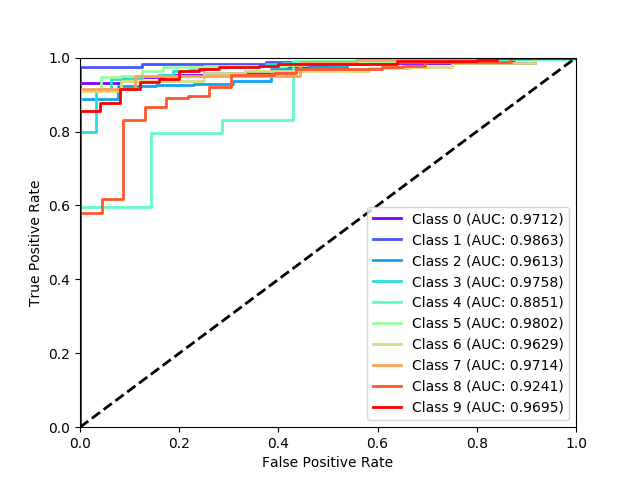 1.0
0.8
0.6
0.4
0.2
0.0
True Positive Rate
Class 0 (AUC: 0.9712)
Class 1 (AUC: 0.9863)
Class 2 (AUC: 0.9613)
Class 3 (AUC: 0.9758)
Class 4 (AUC: 0.8851)
Class 5 (AUC: 0.9802)
Class 6 (AUC: 0.9629)
Class 7 (AUC: 0.9714)
Class 8 (AUC: 0.9241)
Class 9 (AUC: 0.9695)
0.0 0.2 0.4 0.6 0.8 1.0
False Positive Rate